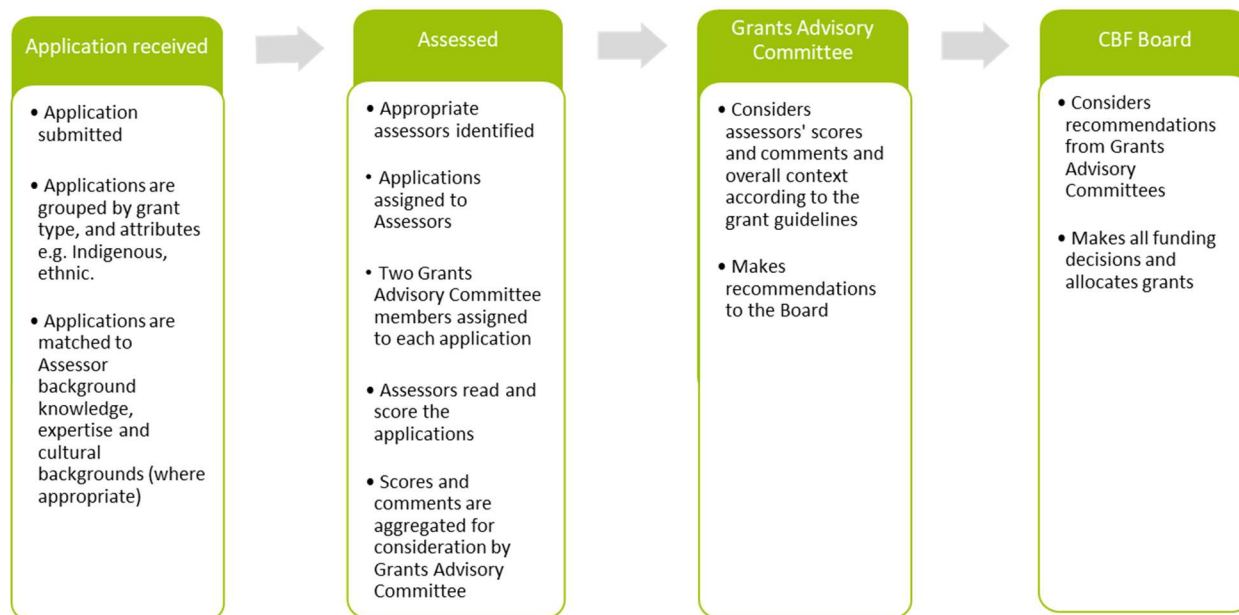 Application received
• Application
submitted
• Applications are
grouped by grant
type, and attributes
e.g. Indigenous,
ethnic.
• Applications are
matched to
Assessor
background
knowledge,
expertise and
cultural
backgrounds (where
appropriate)
Assessed
• Appropriate
assessors identified
• Applications
assigned to
Assessors
• Two Grants
Advisory Committee
members assigned
to each application
• Assessors read and
score the
applications
• Scores and
comments are
aggregated for
consideration by
Grants Advisory
Committee
Grants Advisory
Committee
• Considers
assessors' scores
and comments and
overall context
according to the
grant guidelines
• Makes
recommendations
to the Board
CBF Board
• Considers
recommendations
from Grants
Advisory
Committees
• Makes all funding
decisions and
allocates grants